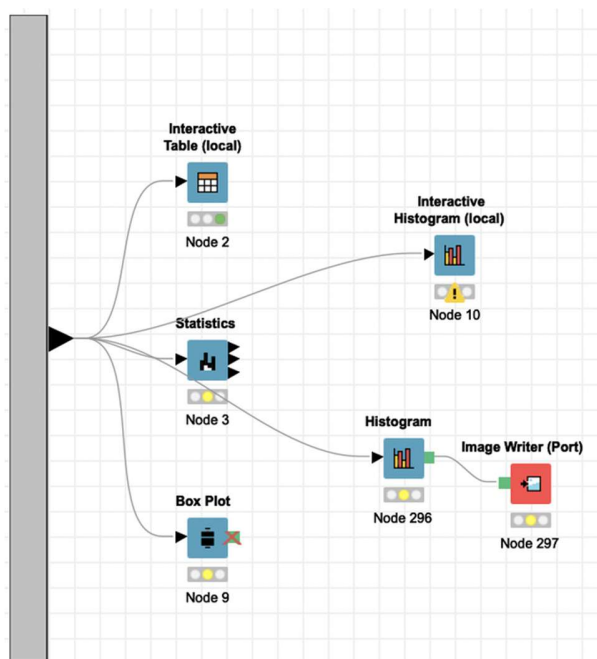 Interactive
Table (local)
Node 2
Interactive
Histogram (local)
Node 10
Statistics
Node 3
Histogram
Node 296
Image Writer (Port)
Node 297
Box Plot
Node 9